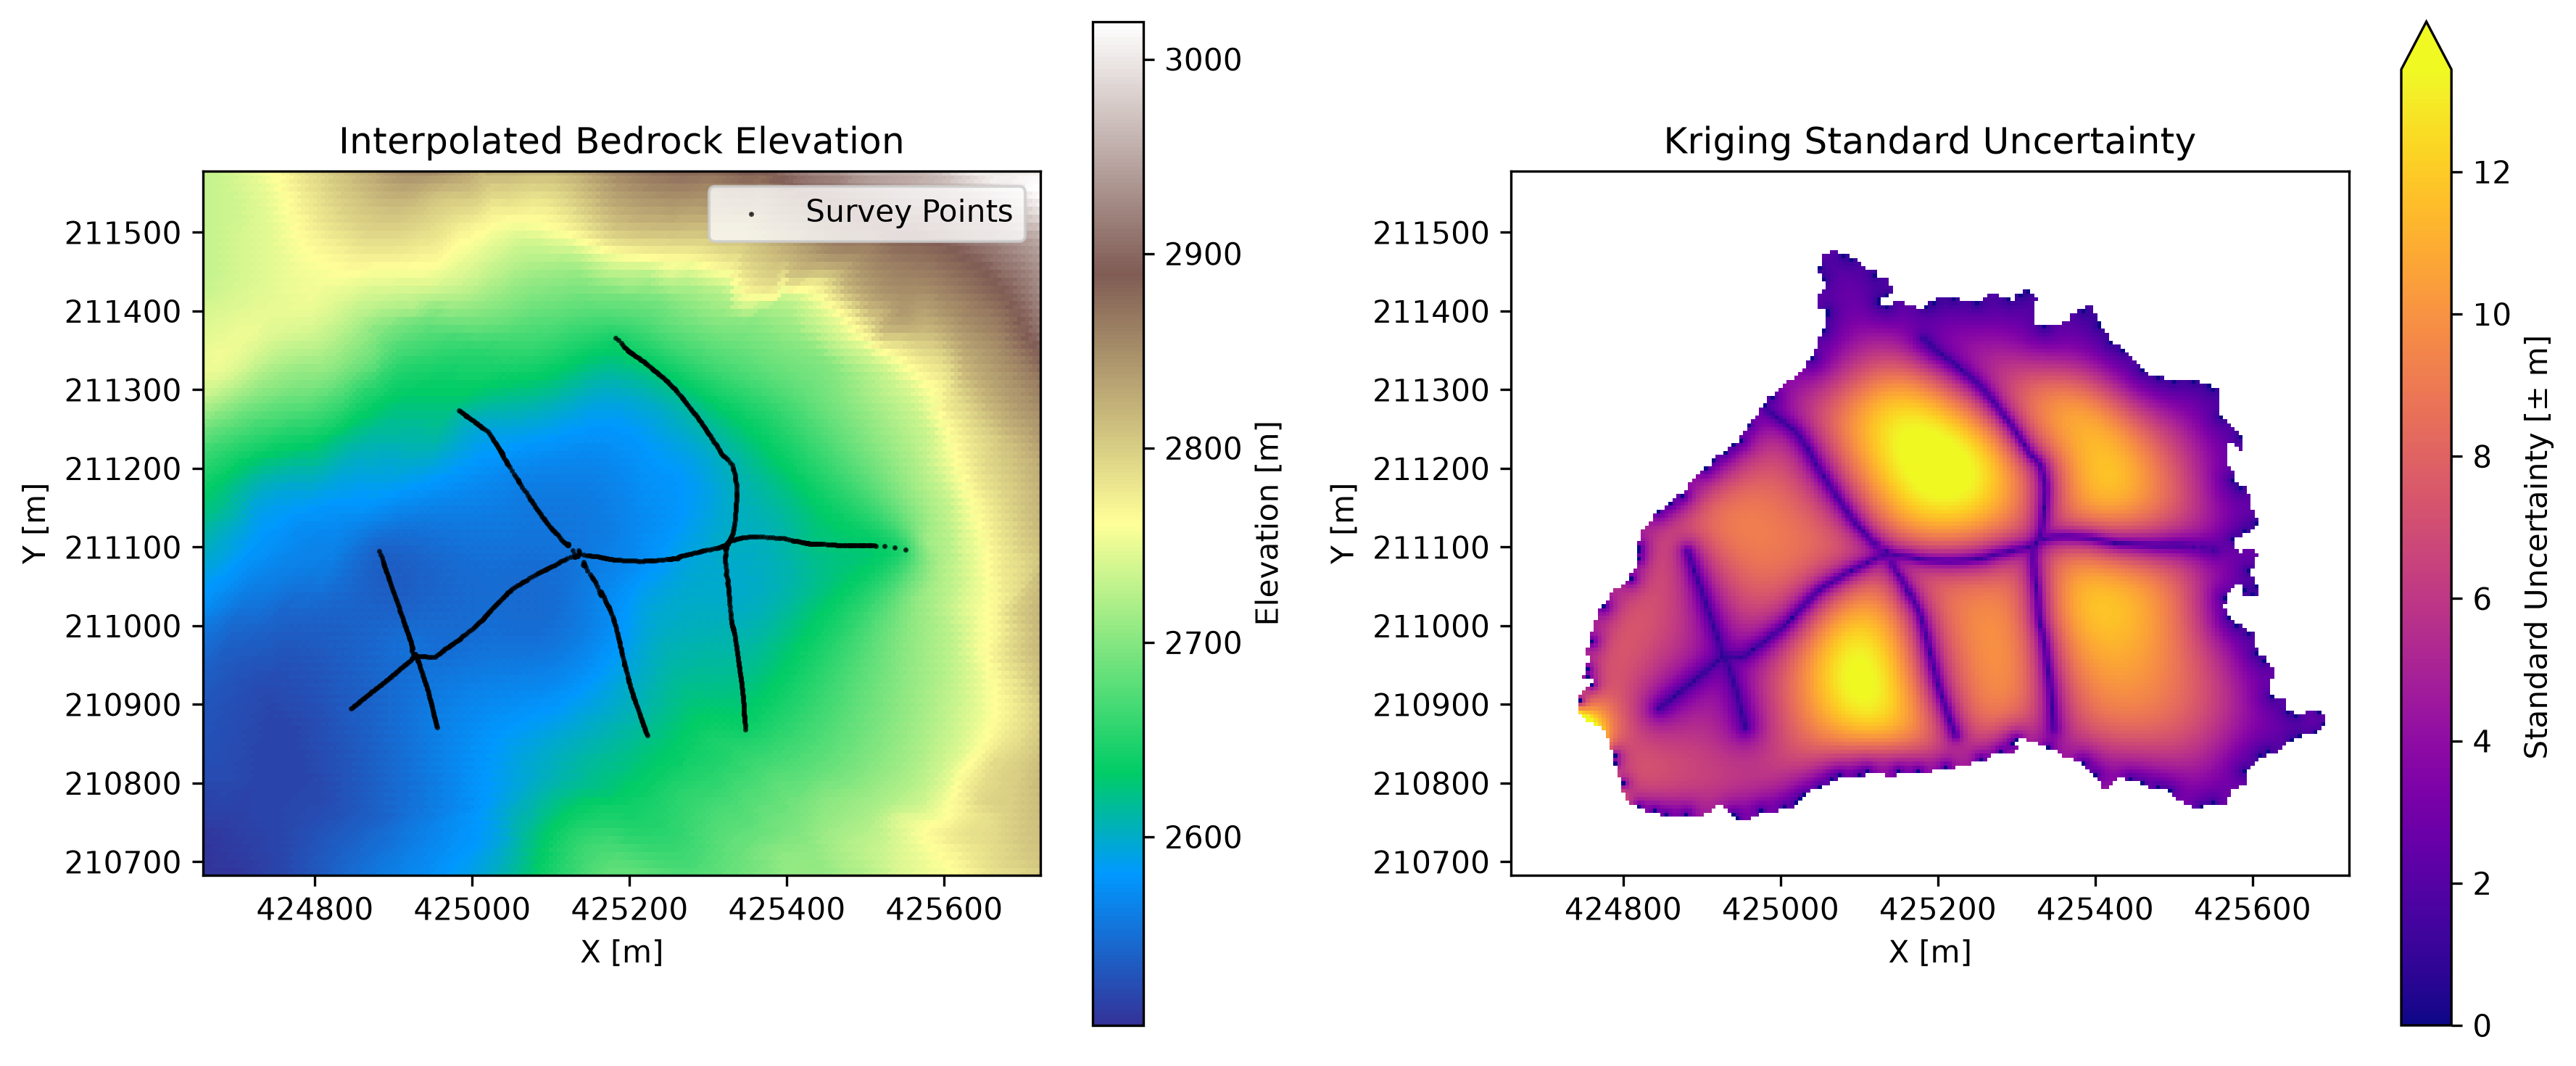 Interpolated Bedrock Elevation
Survey Points
211500
211400
211300
211200
211100
211000
210900
210800
210700
Y [m]
424800 425000 425200 425400 425600
X [m]
3000
2900
2800
2700
2600
Elevation [m]
Kriging Standard Uncertainty
211500
211400
211300
211200
211100
211000
210900
210800
210700
Y [m]
424800 425000 425200 425400 425600
X [m]
12
10
8
6
4
2
0
Standard Uncertainty [± m]